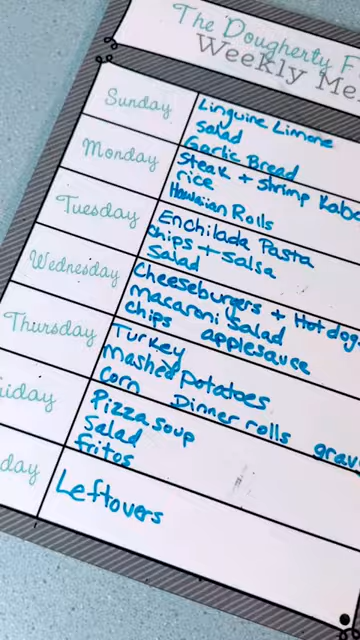 The Dougherty F
Weekly Me
Sunday
Linguine Limone
Salad
Garlic Bread
Monday
Steak + Shrimp Kabo
rice
Hawaiian Rolls
Tuesday
Enchilada Pasta
Chips + Salsa
Salad
Wednesday
Cheeseburgers + Hot dog
macaroni Salad
chips applesauce
Thursday
Turkey
mashed potatoes
corn Dinner rolls grav
riday
Pizza soup
Salad
fritos
day
Leftovers